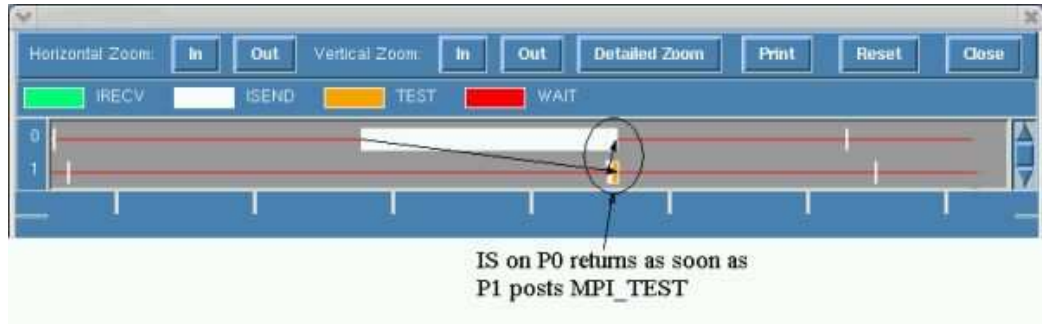 Horizontal Zoom: In Out Vertical Zoom: In Out Detailed Zoom Print Reset Close
IRECV ISEND TEST WAIT
0
1
IS on P0 returns as soon as
P1 posts MPI_TEST